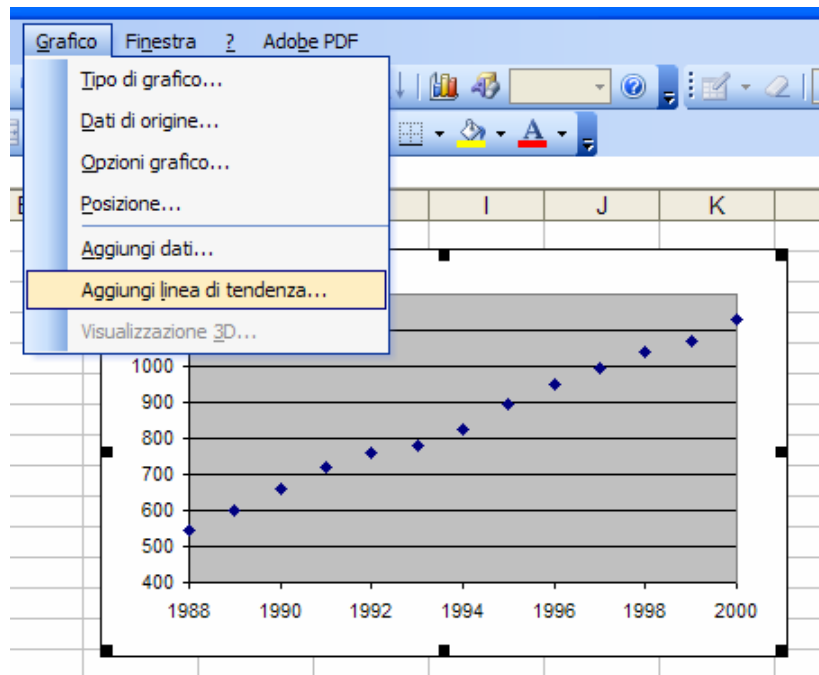 Grafico Finestra ? Adobe PDF
Tipo di grafico...
Dati di origine...
Opzioni grafico...
Posizione...
Aggiungi dati...
Aggiungi linea di tendenza...
Visualizzazione 3D...
A
I J K
1000
900
800
700
600
500
400
1988 1990 1992 1994 1996 1998 2000